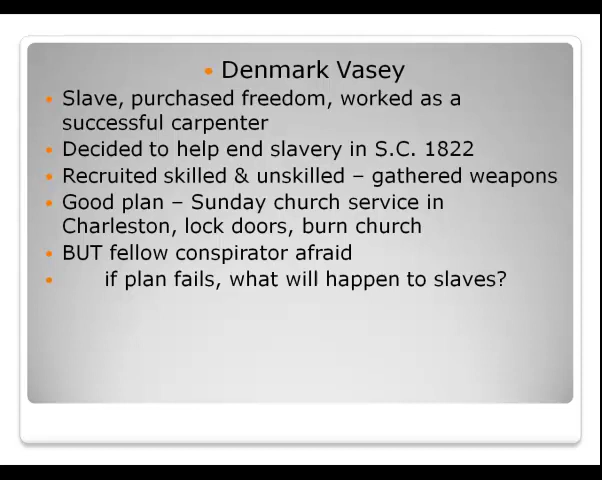 Denmark Vasey
Slave, purchased freedom, worked as a
successful carpenter
Decided to help end slavery in S.C. 1822
Recruited skilled & unskilled – gathered weapons
Good plan – Sunday church service in
Charleston, lock doors, burn church
BUT fellow conspirator afraid
if plan fails, what will happen to slaves?